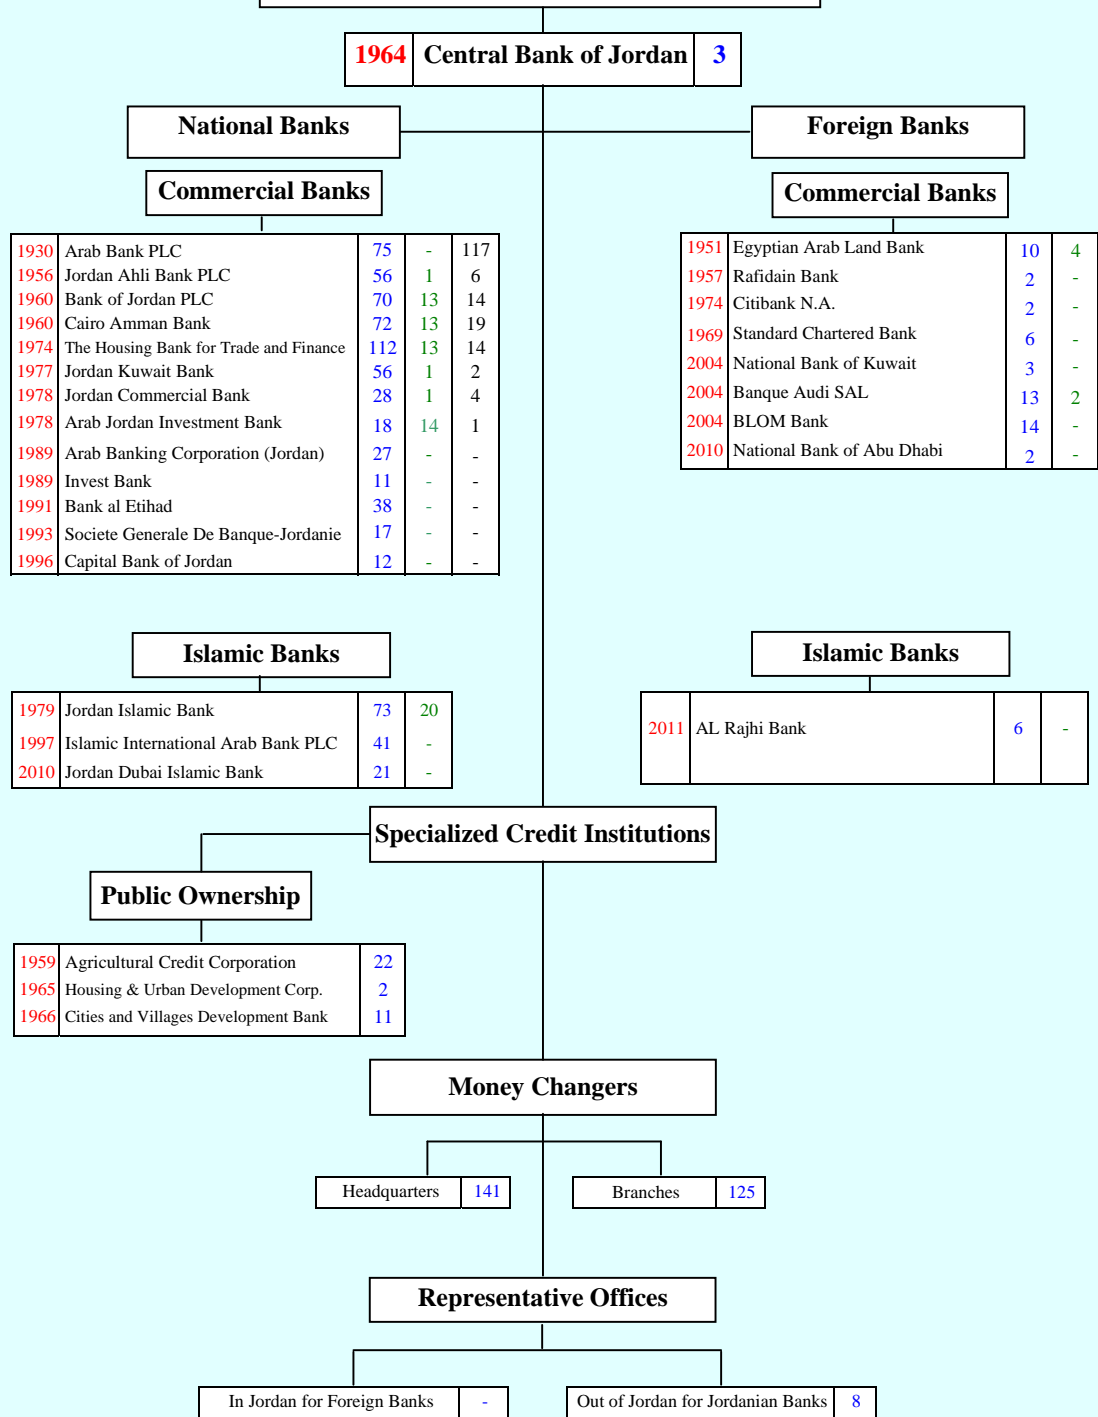 1964 Central Bank of Jordan 3
National Banks
Foreign Banks
Commercial Banks
1930 Arab Bank PLC 75 - 117
1956 Jordan Ahli Bank PLC 56 1 6
1960 Bank of Jordan PLC 70 13 14
1960 Cairo Amman Bank 72 13 19
1974 The Housing Bank for Trade and Finance 112 13 14
1977 Jordan Kuwait Bank 56 1 2
1978 Jordan Commercial Bank 28 1 4
1978 Arab Jordan Investment Bank 18 14 1
1989 Arab Banking Corporation (Jordan) 27 - -
1989 Invest Bank 11 - -
1991 Bank al Etihad 38 - -
1993 Societe Generale De Banque-Jordanie 17 - -
1996 Capital Bank of Jordan 12 - -
Commercial Banks
1951 Egyptian Arab Land Bank 10 4
1957 Rafidain Bank 2 -
1974 Citibank N.A. 2 -
1969 Standard Chartered Bank 6 -
2004 National Bank of Kuwait 3 -
2004 Banque Audi SAL 13 2
2004 BLOM Bank 14 -
2010 National Bank of Abu Dhabi 2 -
Islamic Banks
1979 Jordan Islamic Bank 73 20
1997 Islamic International Arab Bank PLC 41 -
2010 Jordan Dubai Islamic Bank 21 -
Islamic Banks
2011 AL Rajhi Bank 6 -
Specialized Credit Institutions
Public Ownership
1959 Agricultural Credit Corporation 22
1965 Housing & Urban Development Corp. 2
1966 Cities and Villages Development Bank 11
Money Changers
Headquarters 141
Branches 125
Representative Offices
In Jordan for Foreign Banks -
Out of Jordan for Jordanian Banks 8